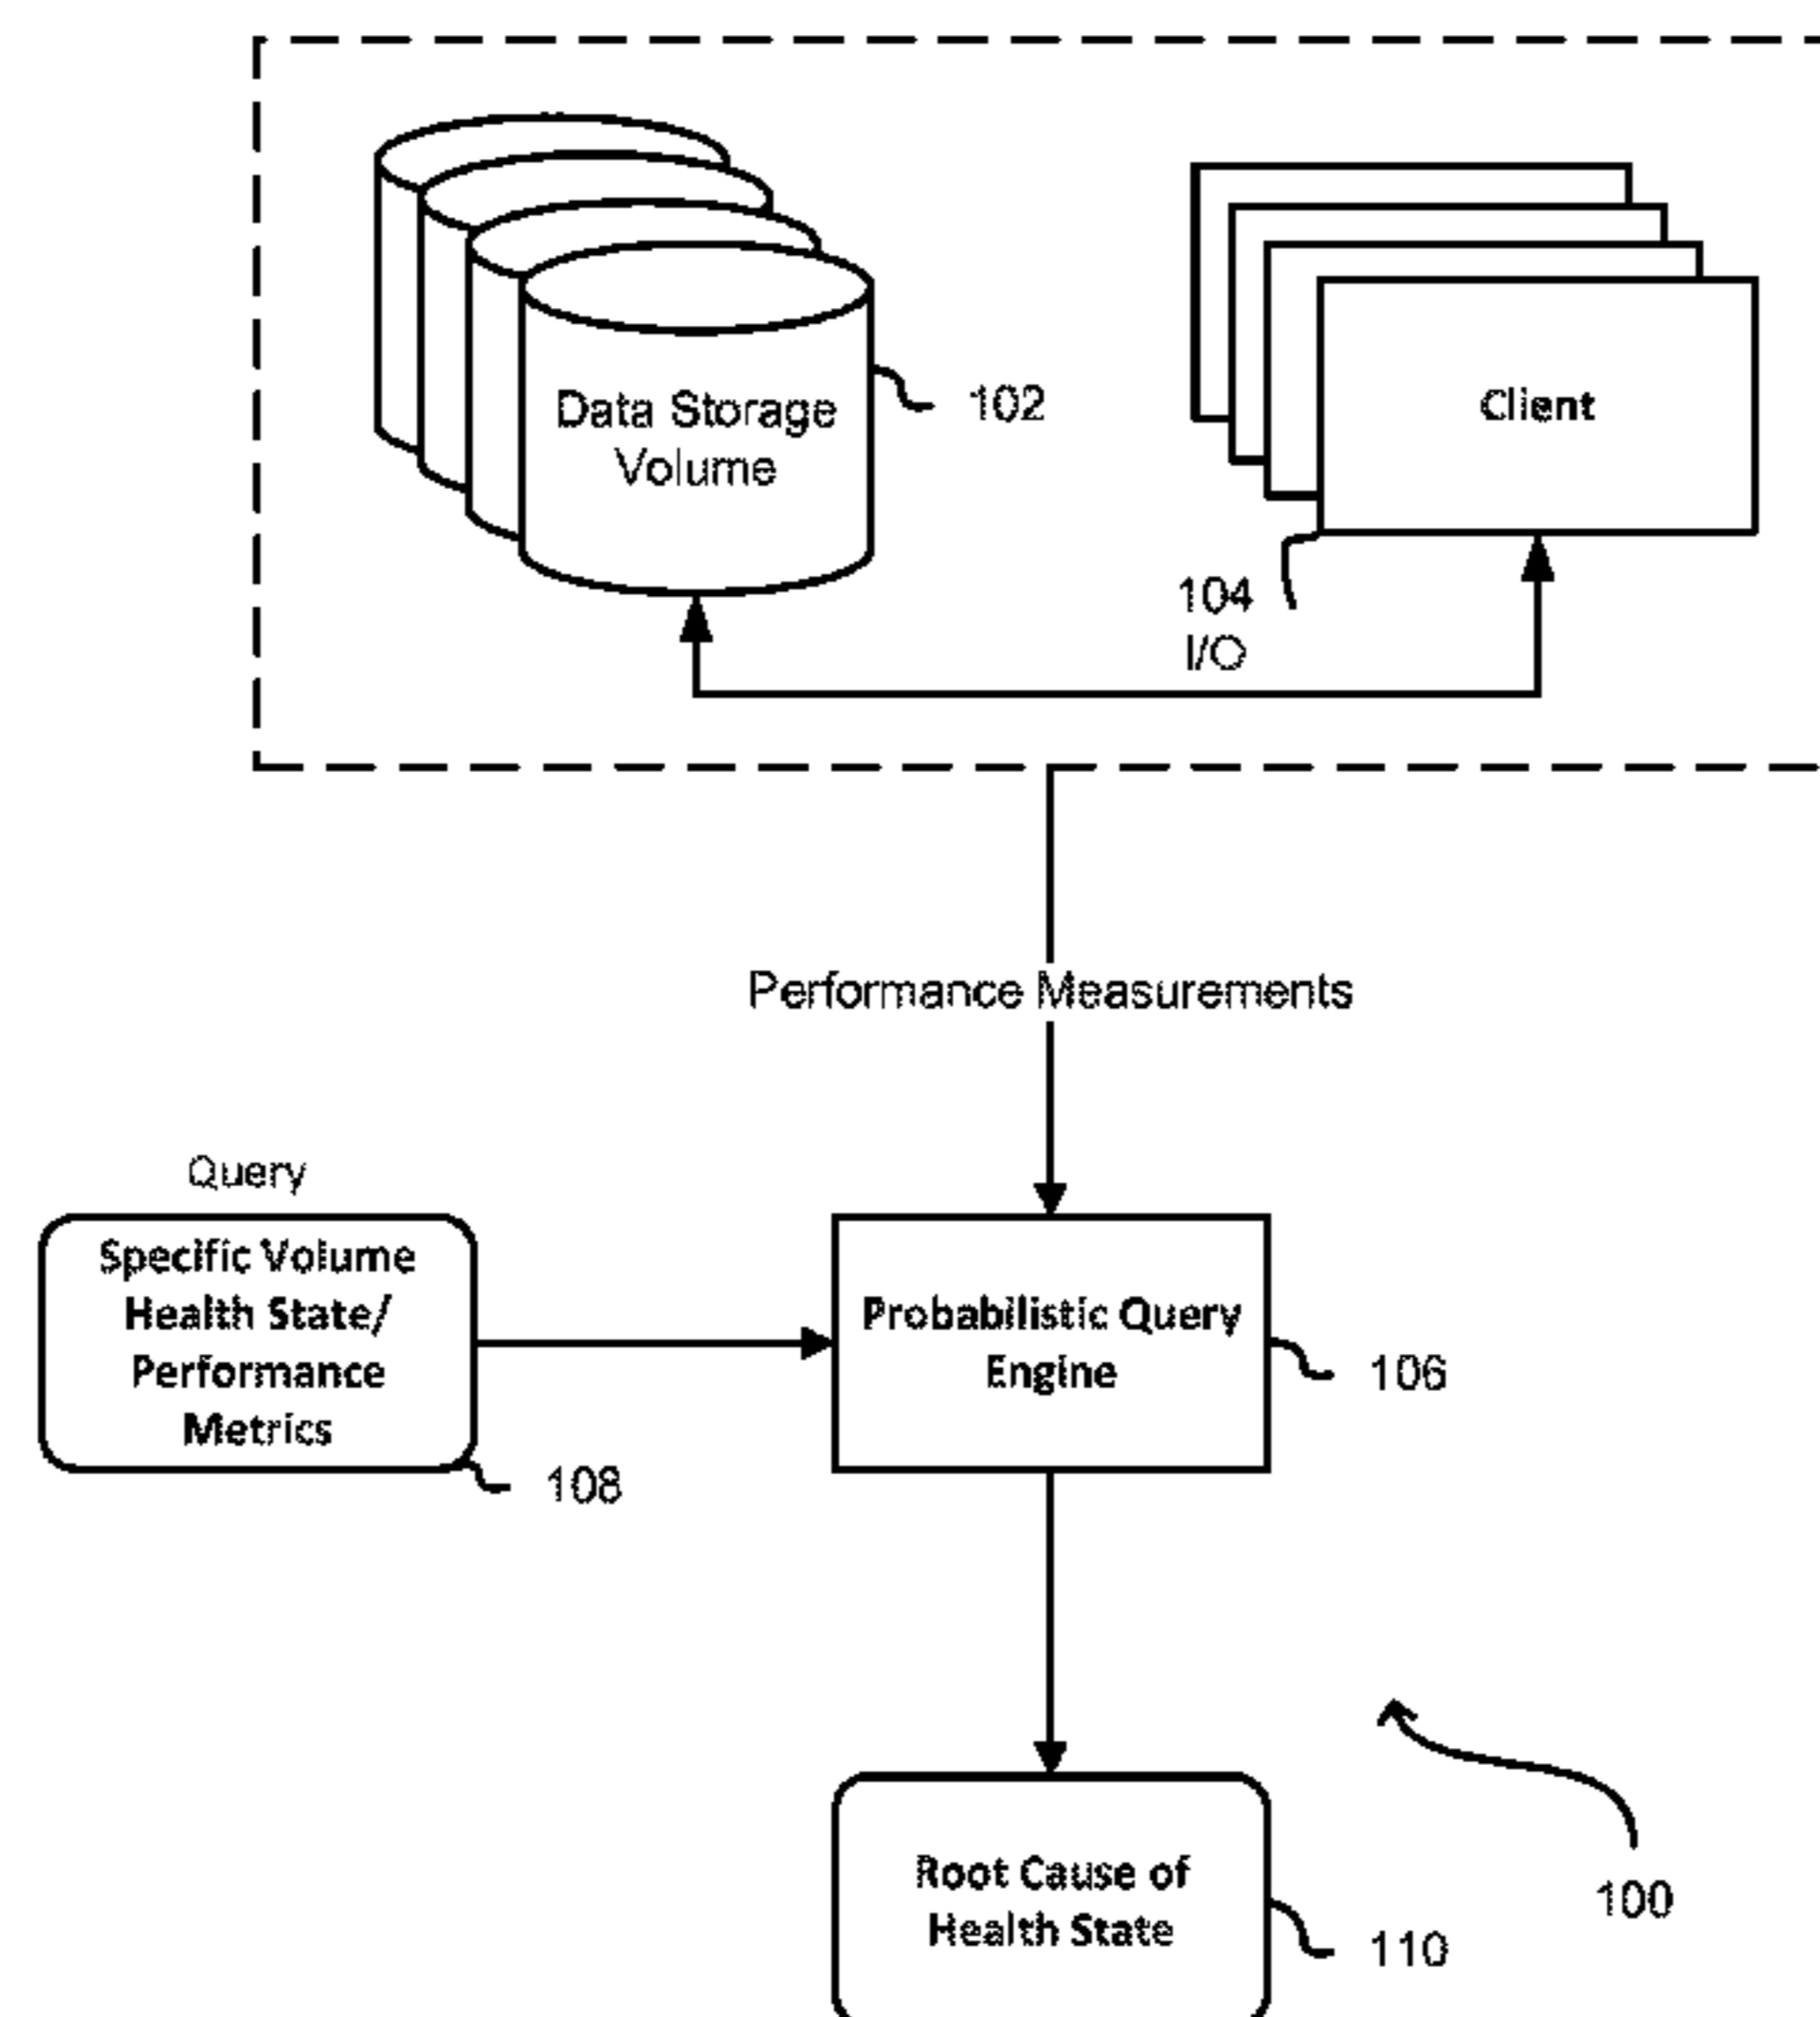 Data Storage
Volume
102
Client
104
I/O
Performance Measurements
Query
Specific Volume
Health State/
Performance
Metrics
108
Probabilistic Query
Engine
106
Root Cause of
Health State
110
100